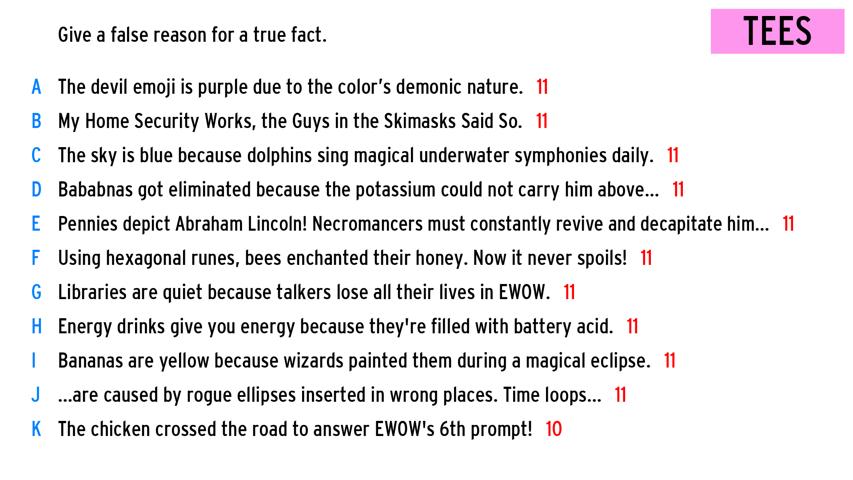 Give a false reason for a true fact.
TEES
A The devil emoji is purple due to the color's demonic nature. 11
B My Home Security Works, the Guys in the Skimasks Said So. 11
C The sky is blue because dolphins sing magical underwater symphonies daily. 11
D Bababnas got eliminated because the potassium could not carry him above... 11
E Pennies depict Abraham Lincoln! Necromancers must constantly revive and decapitate him... 11
F Using hexagonal runes, bees enchanted their honey. Now it never spoils! 11
G Libraries are quiet because talkers lose all their lives in EWOW. 11
H Energy drinks give you energy because they're filled with battery acid. 11
I Bananas are yellow because wizards painted them during a magical eclipse. 11
J ...are caused by rogue ellipses inserted in wrong places. Time loops... 11
K The chicken crossed the road to answer EWOW's 6th prompt! 10